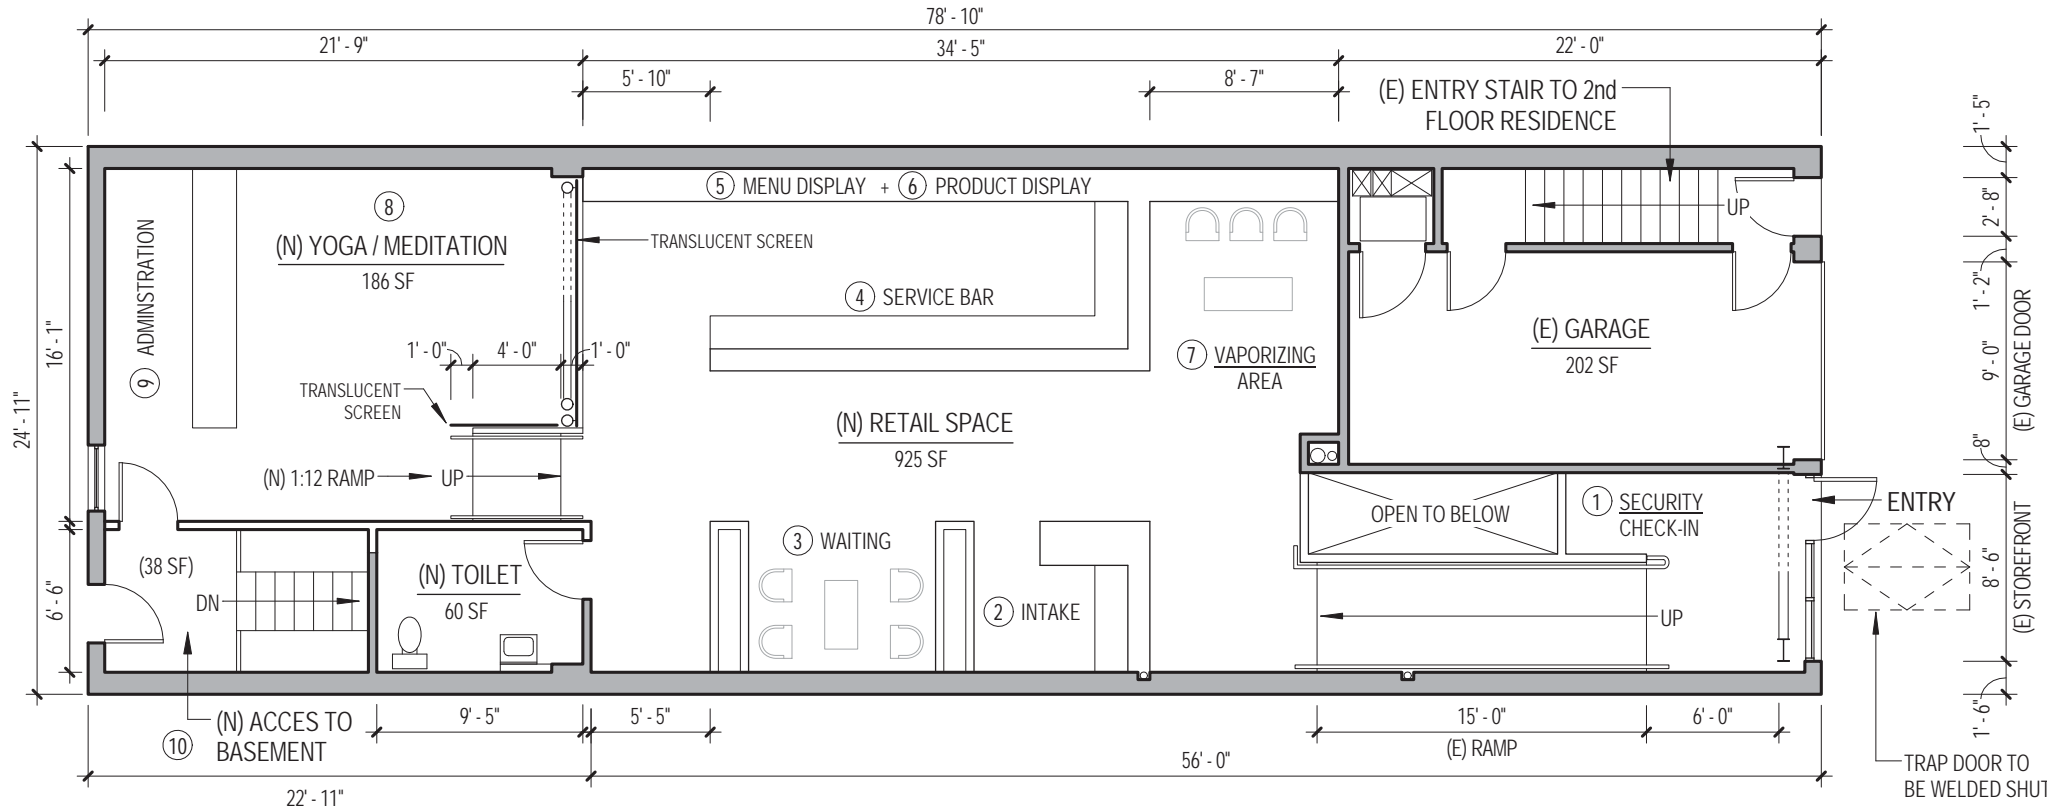 78' - 10"
21' - 9"
34' - 5"
22' - 0"
5' - 10"
8' - 7"
(E) ENTRY STAIR TO 2nd
FLOOR RESIDENCE
1' - 5"
5 MENU DISPLAY + 6 PRODUCT DISPLAY
8
(N) YOGA / MEDITATION
186 SF
TRANSLUCENT SCREEN
UP
2' - 8"
9 ADMINSTRATION
4 SERVICE BAR
1' - 2"
(E) GARAGE
202 SF
9' - 0"
(E) GARAGE DOOR
16' - 1"
1' - 0"
4' - 0"
1' - 0"
7 VAPORIZING
AREA
TRANSLUCENT
SCREEN
24' - 11"
(N) RETAIL SPACE
925 SF
8"
(N) 1:12 RAMP
UP
OPEN TO BELOW
1 SECURITY
CHECK-IN
ENTRY
3 WAITING
(38 SF)
(N) TOILET
60 SF
6' - 6"
DN
2 INTAKE
UP
8' - 6"
(E) STOREFRONT
(N) ACCES TO
BASEMENT
10
9' - 5"
5' - 5"
15' - 0"
(E) RAMP
6' - 0"
1' - 6"
56' - 0"
22' - 11"
TRAP DOOR TO
BE WELDED SHUT